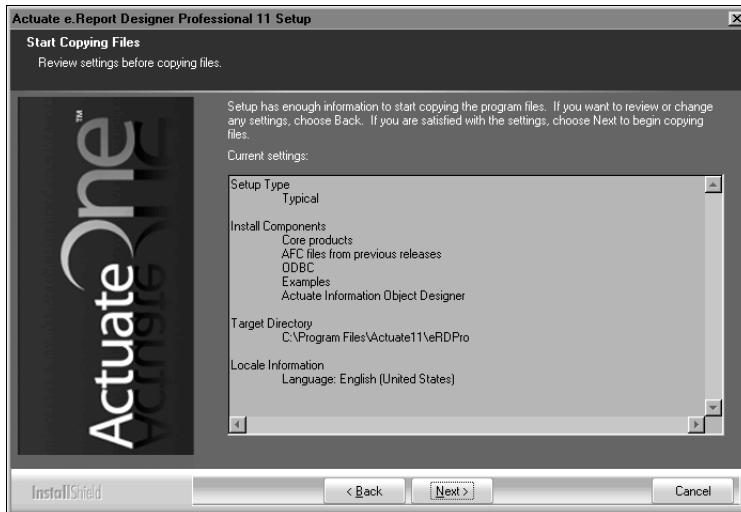 Actuate e.Report Designer Professional 11 Setup
Start Copying Files
Review settings before copying files.
ActuateOne™
Setup has enough information to start copying the program files. If you want to review or change
any settings, choose Back. If you are satisfied with the settings, choose Next to begin copying
files.
Current settings:
Setup Type
Typical
Install Components
Core products
AFC files from previous releases
ODBC
Examples
Actuate Information Object Designer
Target Directory
C:\Program Files\Actuate11\eRDPro
Locale Information
Language: English (United States)
InstallShield
< Back
Next >
Cancel